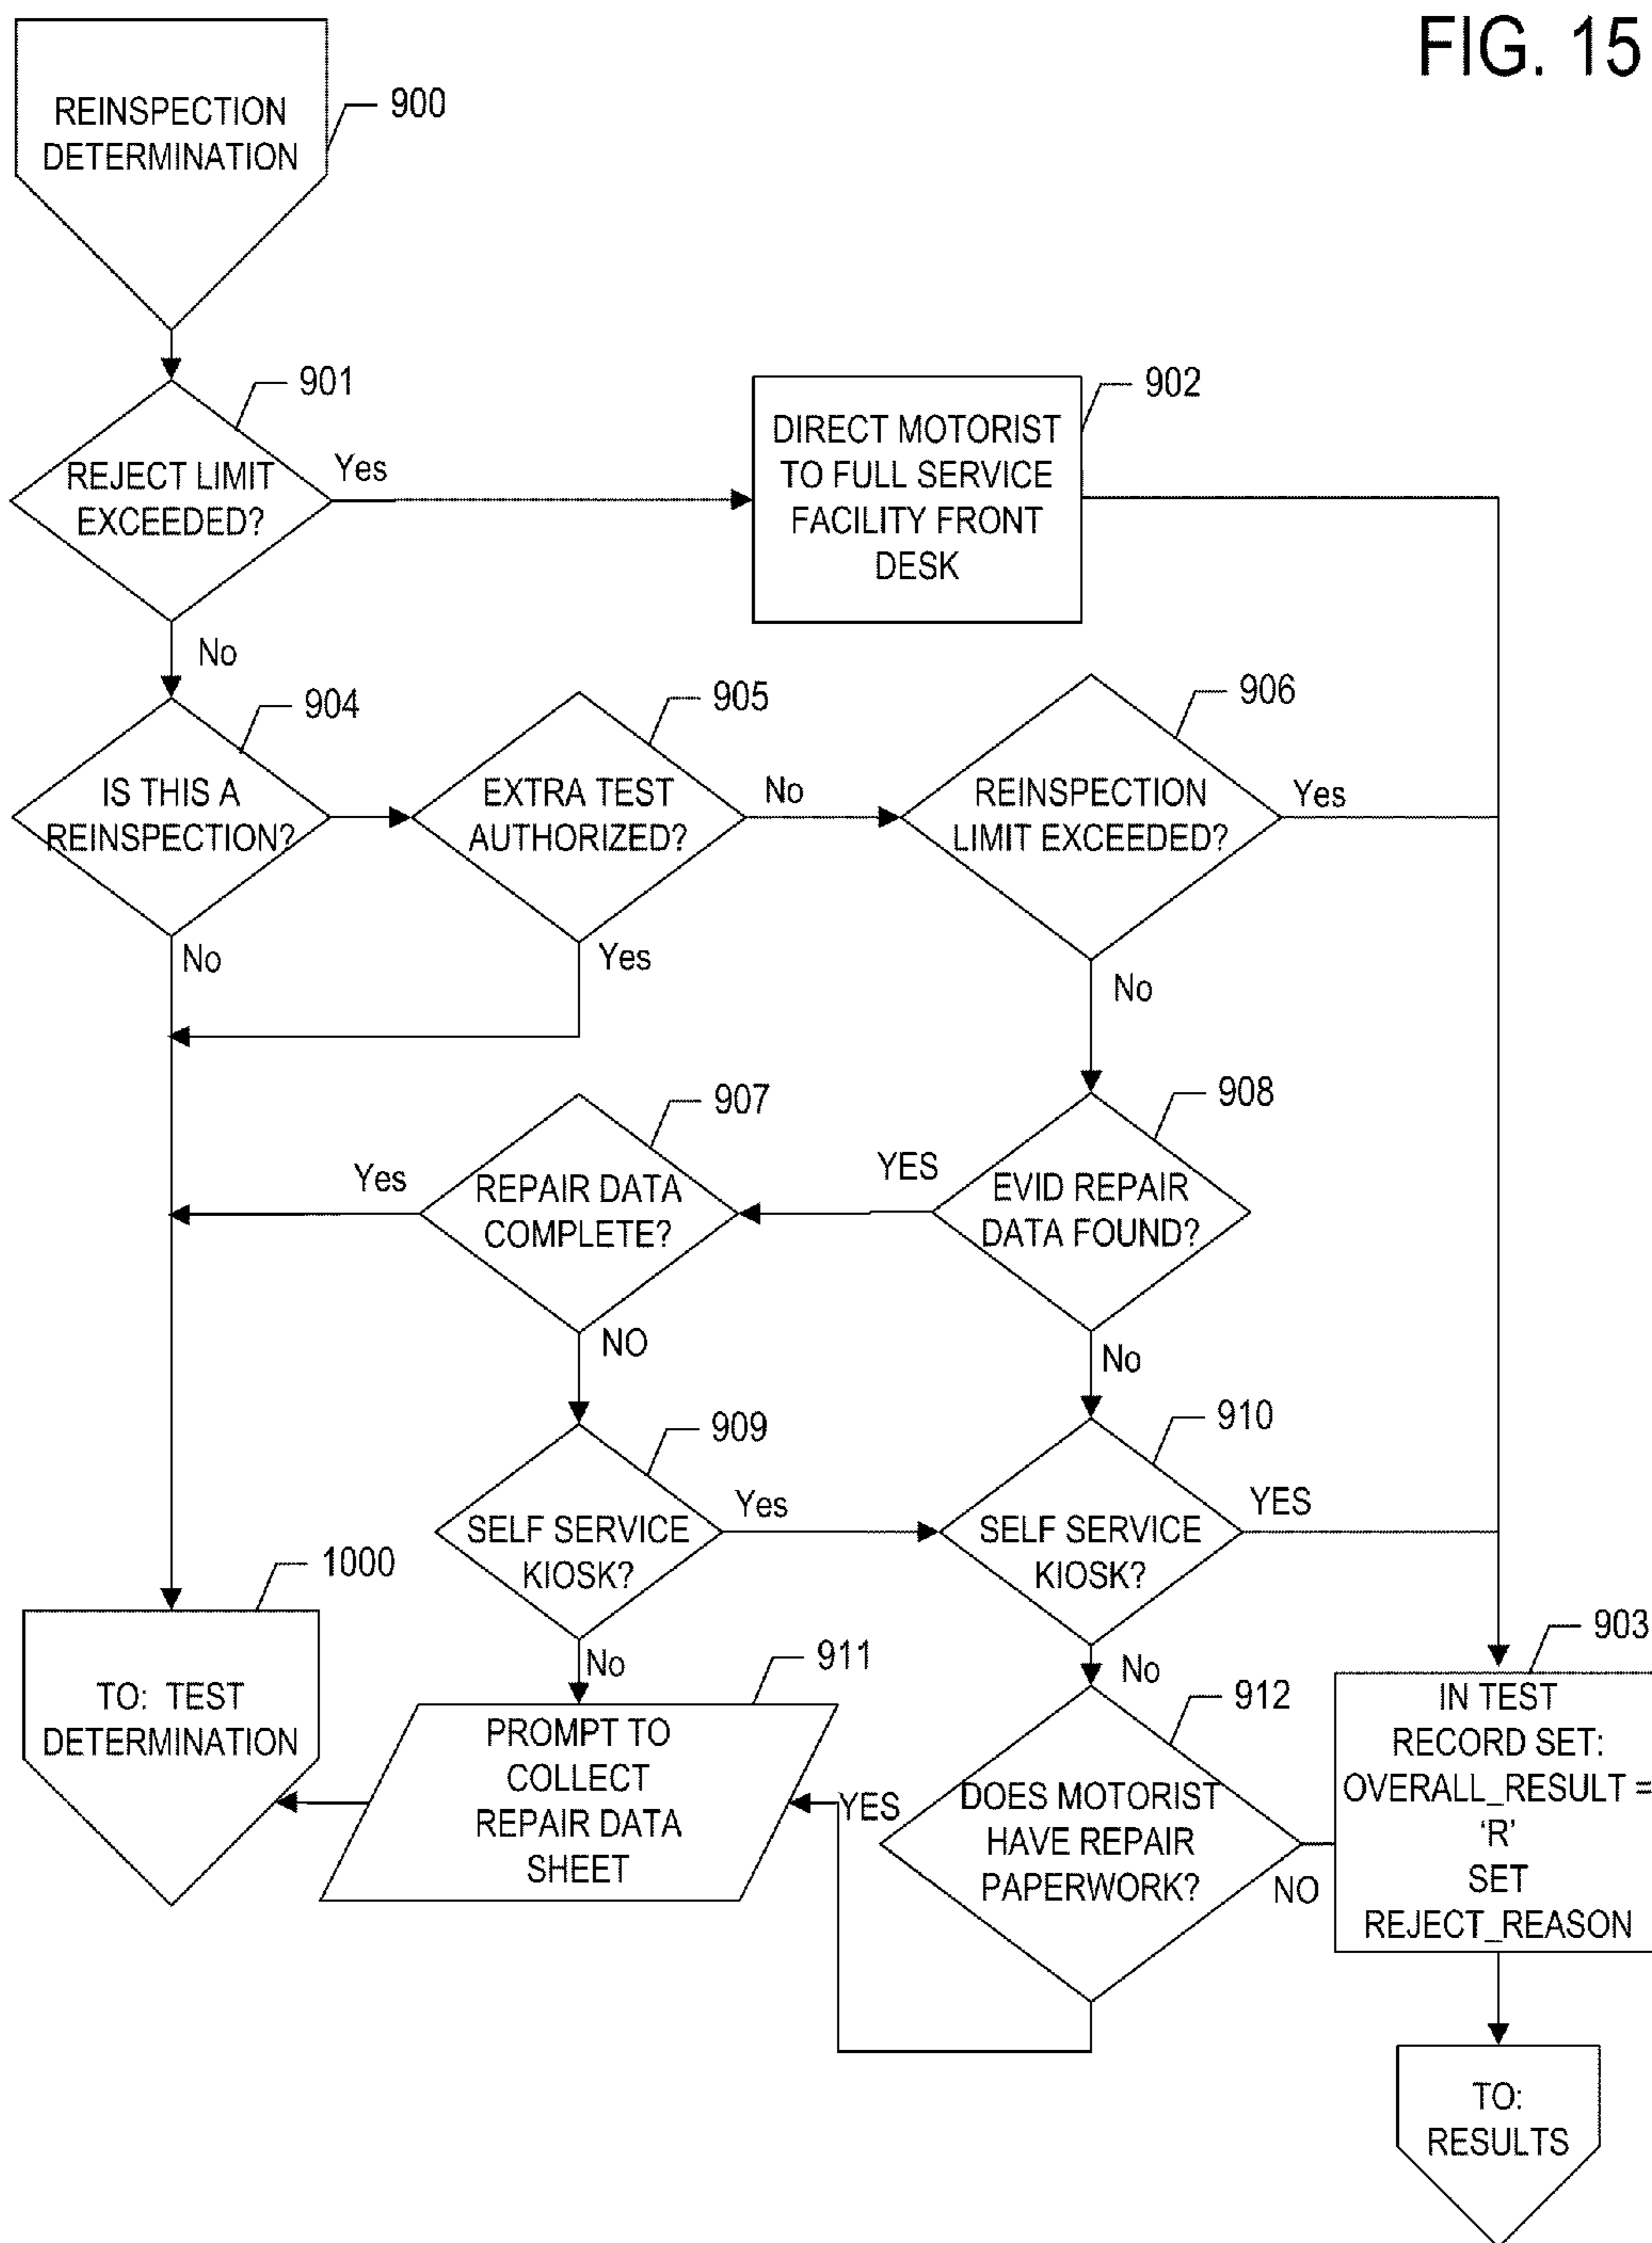 FIG. 15
REINSPECTION
DETERMINATION
900
901
REJECT LIMIT
EXCEEDED?
Yes
No
902
DIRECT MOTORIST
TO FULL SERVICE
FACILITY FRONT
DESK
904
IS THIS A
REINSPECTION?
No
905
EXTRA TEST
AUTHORIZED?
No
Yes
906
REINSPECTION
LIMIT EXCEEDED?
Yes
No
907
REPAIR DATA
COMPLETE?
Yes
NO
908
EVID REPAIR
DATA FOUND?
YES
No
909
SELF SERVICE
KIOSK?
Yes
No
910
SELF SERVICE
KIOSK?
YES
No
1000
TO: TEST
DETERMINATION
911
PROMPT TO
COLLECT
REPAIR DATA
SHEET
912
DOES MOTORIST
HAVE REPAIR
PAPERWORK?
YES
NO
903
IN TEST
RECORD SET:
OVERALL_RESULT =
‘R’
SET
REJECT_REASON
TO:
RESULTS